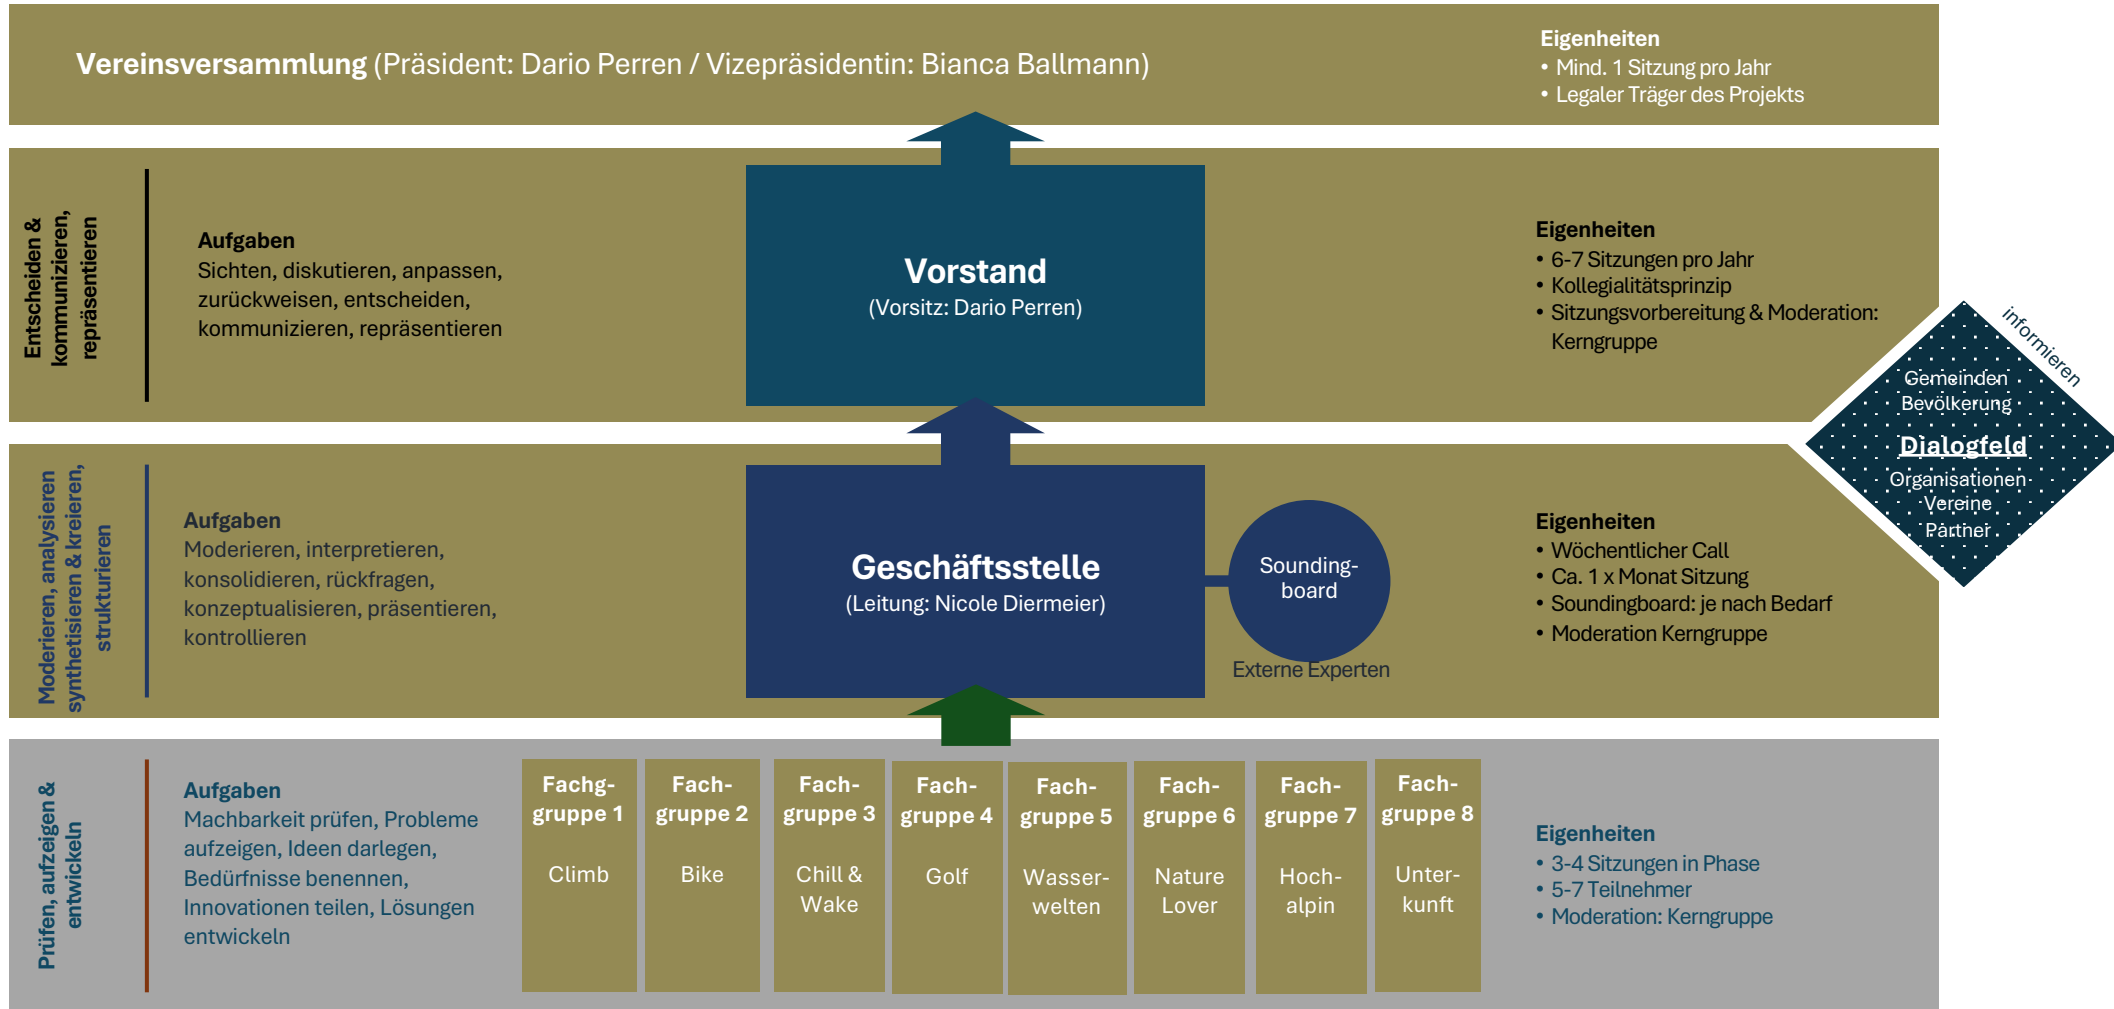 Vereinsversammlung (Präsident: Dario Perren / Vizepräsidentin: Bianca Ballmann)
Eigenheiten
• Mind. 1 Sitzung pro Jahr
• Legaler Träger des Projekts
Entscheiden &
kommunizieren,
repräsentieren
Aufgaben
Sichten, diskutieren, anpassen,
zurückweisen, entscheiden,
kommunizieren, repräsentieren
Vorstand
(Vorsitz: Dario Perren)
Eigenheiten
• 6-7 Sitzungen pro Jahr
• Kollegialitätsprinzip
• Sitzungsvorbereitung & Moderation:
Kerngruppe
informieren
Gemeinden
Bevölkerung
Dialogfeld
Organisationen
Vereine
Partner
Moderieren, analysieren
synthetisieren & kreieren,
strukturieren
Aufgaben
Moderieren, interpretieren,
konsolidieren, rückfragen,
konzeptualisieren, präsentieren,
kontrollieren
Geschäftsstelle
(Leitung: Nicole Diermeier)
Sounding-
board
Externe Experten
Eigenheiten
• Wöchentlicher Call
• Ca. 1 x Monat Sitzung
• Soundingboard: je nach Bedarf
• Moderation Kerngruppe
Prüfen, aufzeigen &
entwickeln
Aufgaben
Machbarkeit prüfen, Probleme
aufzeigen, Ideen darlegen,
Bedürfnisse benennen,
Innovationen teilen, Lösungen
entwickeln
Fachg-
gruppe 1
Climb
Fach-
gruppe 2
Bike
Fach-
gruppe 3
Chill &
Wake
Fach-
gruppe 4
Golf
Fach-
gruppe 5
Wasser-
welten
Fach-
gruppe 6
Nature
Lover
Fach-
gruppe 7
Hoch-
alpin
Fach-
gruppe 8
Unter-
kunft
Eigenheiten
• 3-4 Sitzungen in Phase
• 5-7 Teilnehmer
• Moderation: Kerngruppe